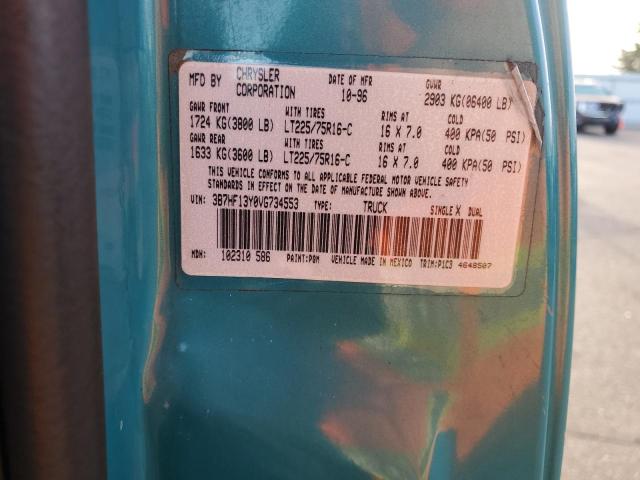 MFD BY CHRYSLER CORPORATION DATE OF MFR 10-96 GVWR 2903 KG(06400 LB)
GAWR FRONT WITH TIRES RIMS AT COLD
1724 KG(3800 LB) LT225/75R16-C 16 X 7.0 400 KPA(50 PSI)
GAWR REAR WITH TIRES RIMS AT COLD
1633 KG(3600 LB) LT225/75R16-C 16 X 7.0 400 KPA(50 PSI)
THIS VEHICLE CONFORMS TO ALL APPLICABLE FEDERAL MOTOR VEHICLE SAFETY
STANDARDS IN EFFECT ON THE DATE OF MANUFACTURE SHOWN ABOVE.
VIN: 3B7HF13Y0VG734553 TYPE: TRUCK SINGLE X DUAL
MDH: 102310 586 PAINT:P8M VEHICLE MADE IN MEXICO TRIM:P1C3 4648507